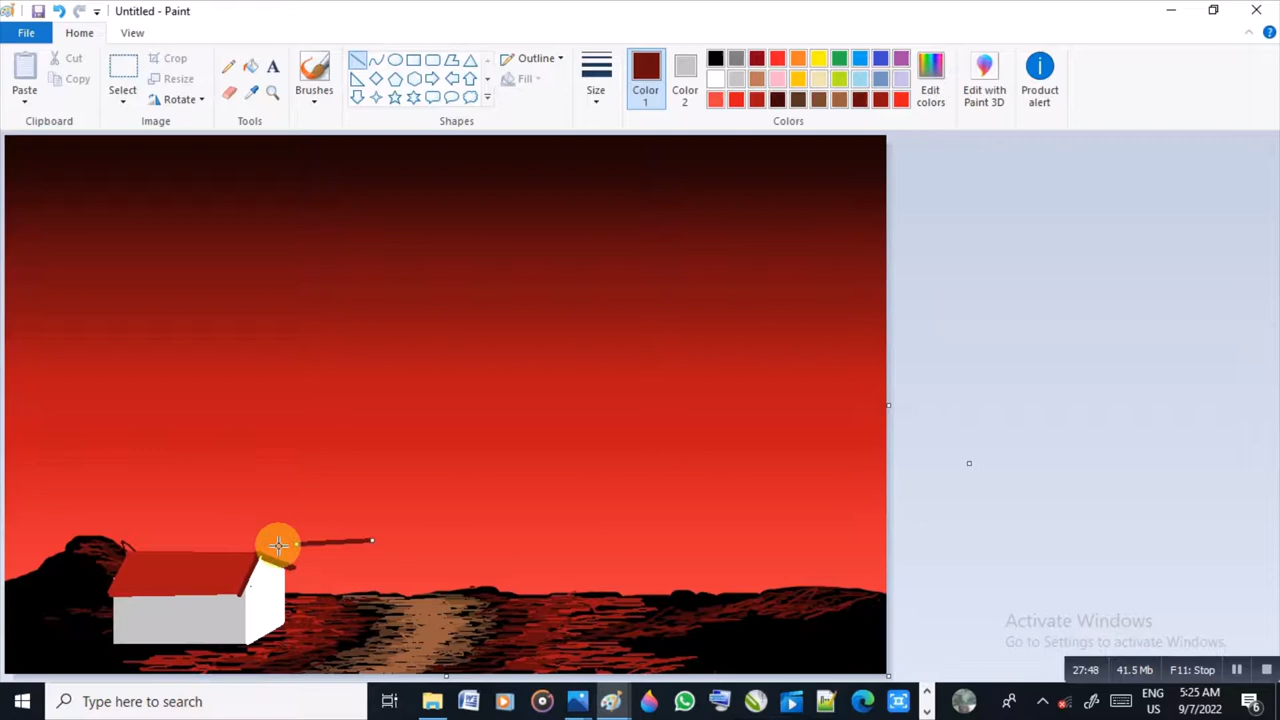 Untitled - Paint
File
Home
View
Paste
Cut
Copy
Clipboard
Select
Crop
Resize
Rotate
Image
A
Tools
Brushes
Shapes
Outline
Fill
Size
Color
1
Color
2
Colors
Edit
colors
Edit with
Paint 3D
Product
alert
Activate Windows
Go to Settings to activate Windows.
27:48
41.5 Mb
F11: Stop
Type here to search
ENG
US
5:25 AM
9/7/2022
6